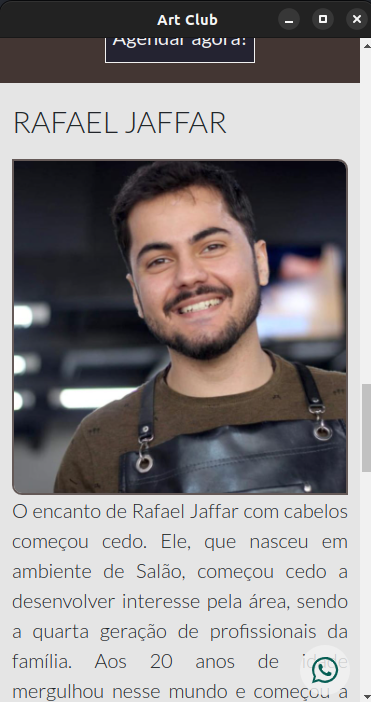 Art Club
Agendar agora!
RAFAEL JAFFAR
O encanto de Rafael Jaffar com cabelos
começou cedo. Ele, que nasceu em
ambiente de Salão, começou cedo a
desenvolver interesse pela área, sendo
a quarta geração de profissionais da
família. Aos 20 anos de idade
mergulhou nesse mundo e começou a